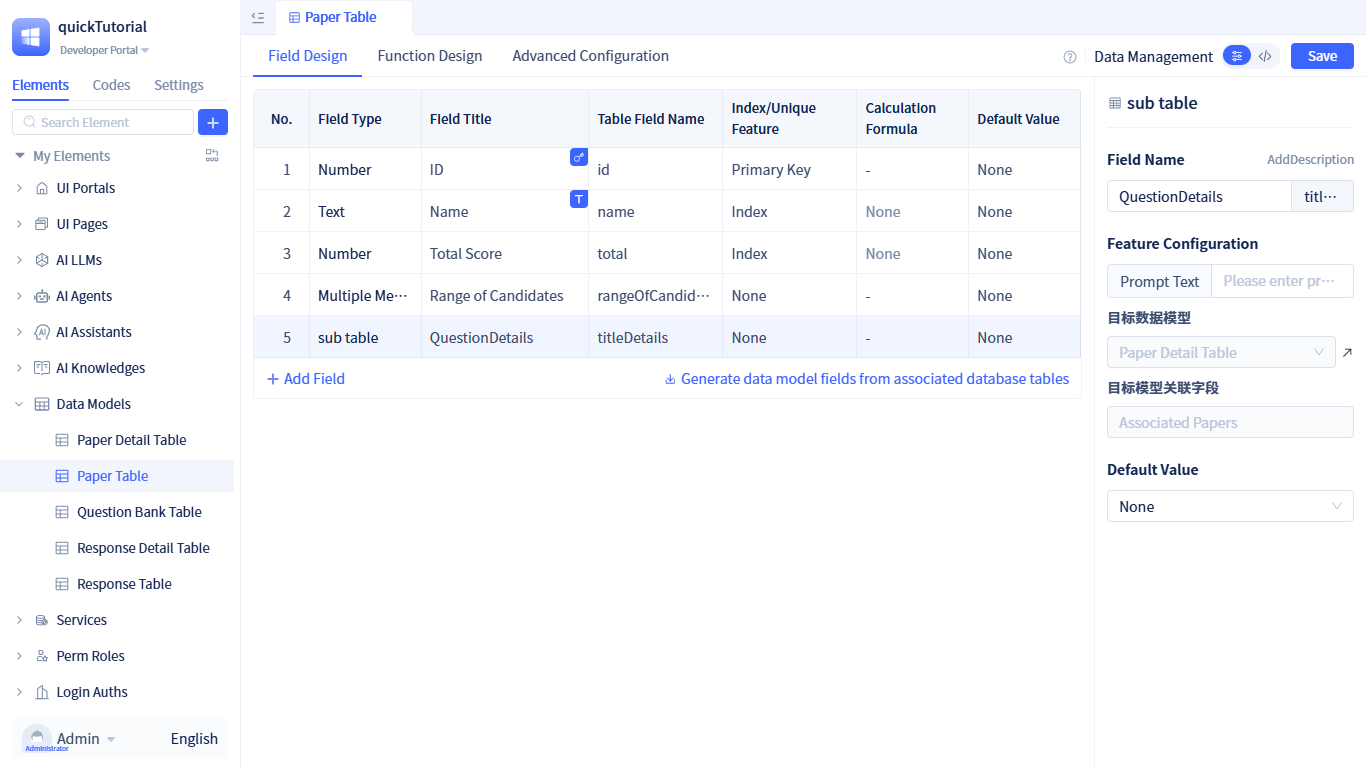 quickTutorial
Developer Portal
Elements Codes Settings
Search Element
My Elements
UI Portals
UI Pages
AI LLMs
AI Agents
AI Assistants
AI Knowledges
Data Models
Paper Detail Table
Paper Table
Question Bank Table
Response Detail Table
Response Table
Services
Perm Roles
Login Auths
Admin
Administrator
English
Paper Table
Field Design Function Design Advanced Configuration
Data Management
Save
No. Field Type Field Title Table Field Name Index/Unique Feature Calculation Formula Default Value
1 Number ID id Primary Key - None
2 Text Name T name Index None None
3 Number Total Score total Index None None
4 Multiple Me··· Range of Candidates rangeOfCandid··· None - None
5 sub table QuestionDetails titleDetails None - None
Add Field
Generate data model fields from associated database tables
sub table
Field Name AddDescription
QuestionDetails titl···
Feature Configuration
Prompt Text Please enter pr···
目标数据模型
Paper Detail Table
目标模型关联字段
Associated Papers
Default Value
None